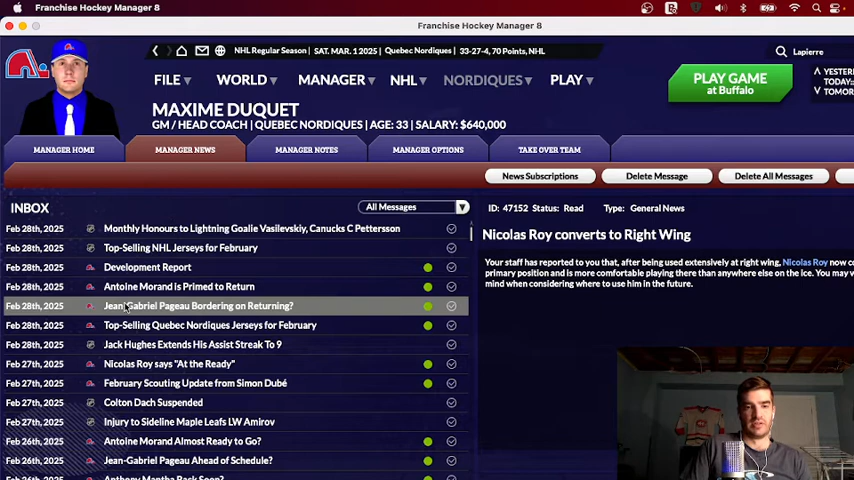 Franchise Hockey Manager 8
Franchise Hockey Manager 8
NHL Regular Season | SAT. MAR. 1 2025 | Quebec Nordiques | 33-27-4, 70 Points, NHL
Lapierre
FILE WORLD MANAGER NHL NORDIQUES PLAY
PLAY GAME
at Buffalo
YESTER
TODAY:
TOMOR
MAXIME DUQUET
GM / HEAD COACH | QUEBEC NORDIQUES | AGE: 33 | SALARY: $640,000
MANAGER HOME MANAGER NEWS MANAGER NOTES MANAGER OPTIONS TAKE OVER TEAM
News Subscriptions Delete Message Delete All Messages
INBOX All Messages
ID: 47152 Status: Read Type: General News
Nicolas Roy converts to Right Wing
Your staff has reported to you that, after being used extensively at right wing, Nicolas Roy now co
primary position and is more comfortable playing there than anywhere else on the ice. You may w
mind when considering where to use him in the future.
Feb 28th, 2025 Monthly Honours to Lightning Goalie Vasilevskiy, Canucks C Pettersson
Feb 28th, 2025 Top-Selling NHL Jerseys for February
Feb 28th, 2025 Development Report
Feb 28th, 2025 Antoine Morand is Primed to Return
Feb 28th, 2025 Jean-Gabriel Pageau Bordering on Returning?
Feb 28th, 2025 Top-Selling Quebec Nordiques Jerseys for February
Feb 28th, 2025 Jack Hughes Extends His Assist Streak To 9
Feb 27th, 2025 Nicolas Roy says "At the Ready"
Feb 27th, 2025 February Scouting Update from Simon Dubé
Feb 27th, 2025 Colton Dach Suspended
Feb 27th, 2025 Injury to Sideline Maple Leafs LW Amirov
Feb 26th, 2025 Antoine Morand Almost Ready to Go?
Feb 26th, 2025 Jean-Gabriel Pageau Ahead of Schedule?
Feb 26th, 2025 Anthony Mantha Back Soon?